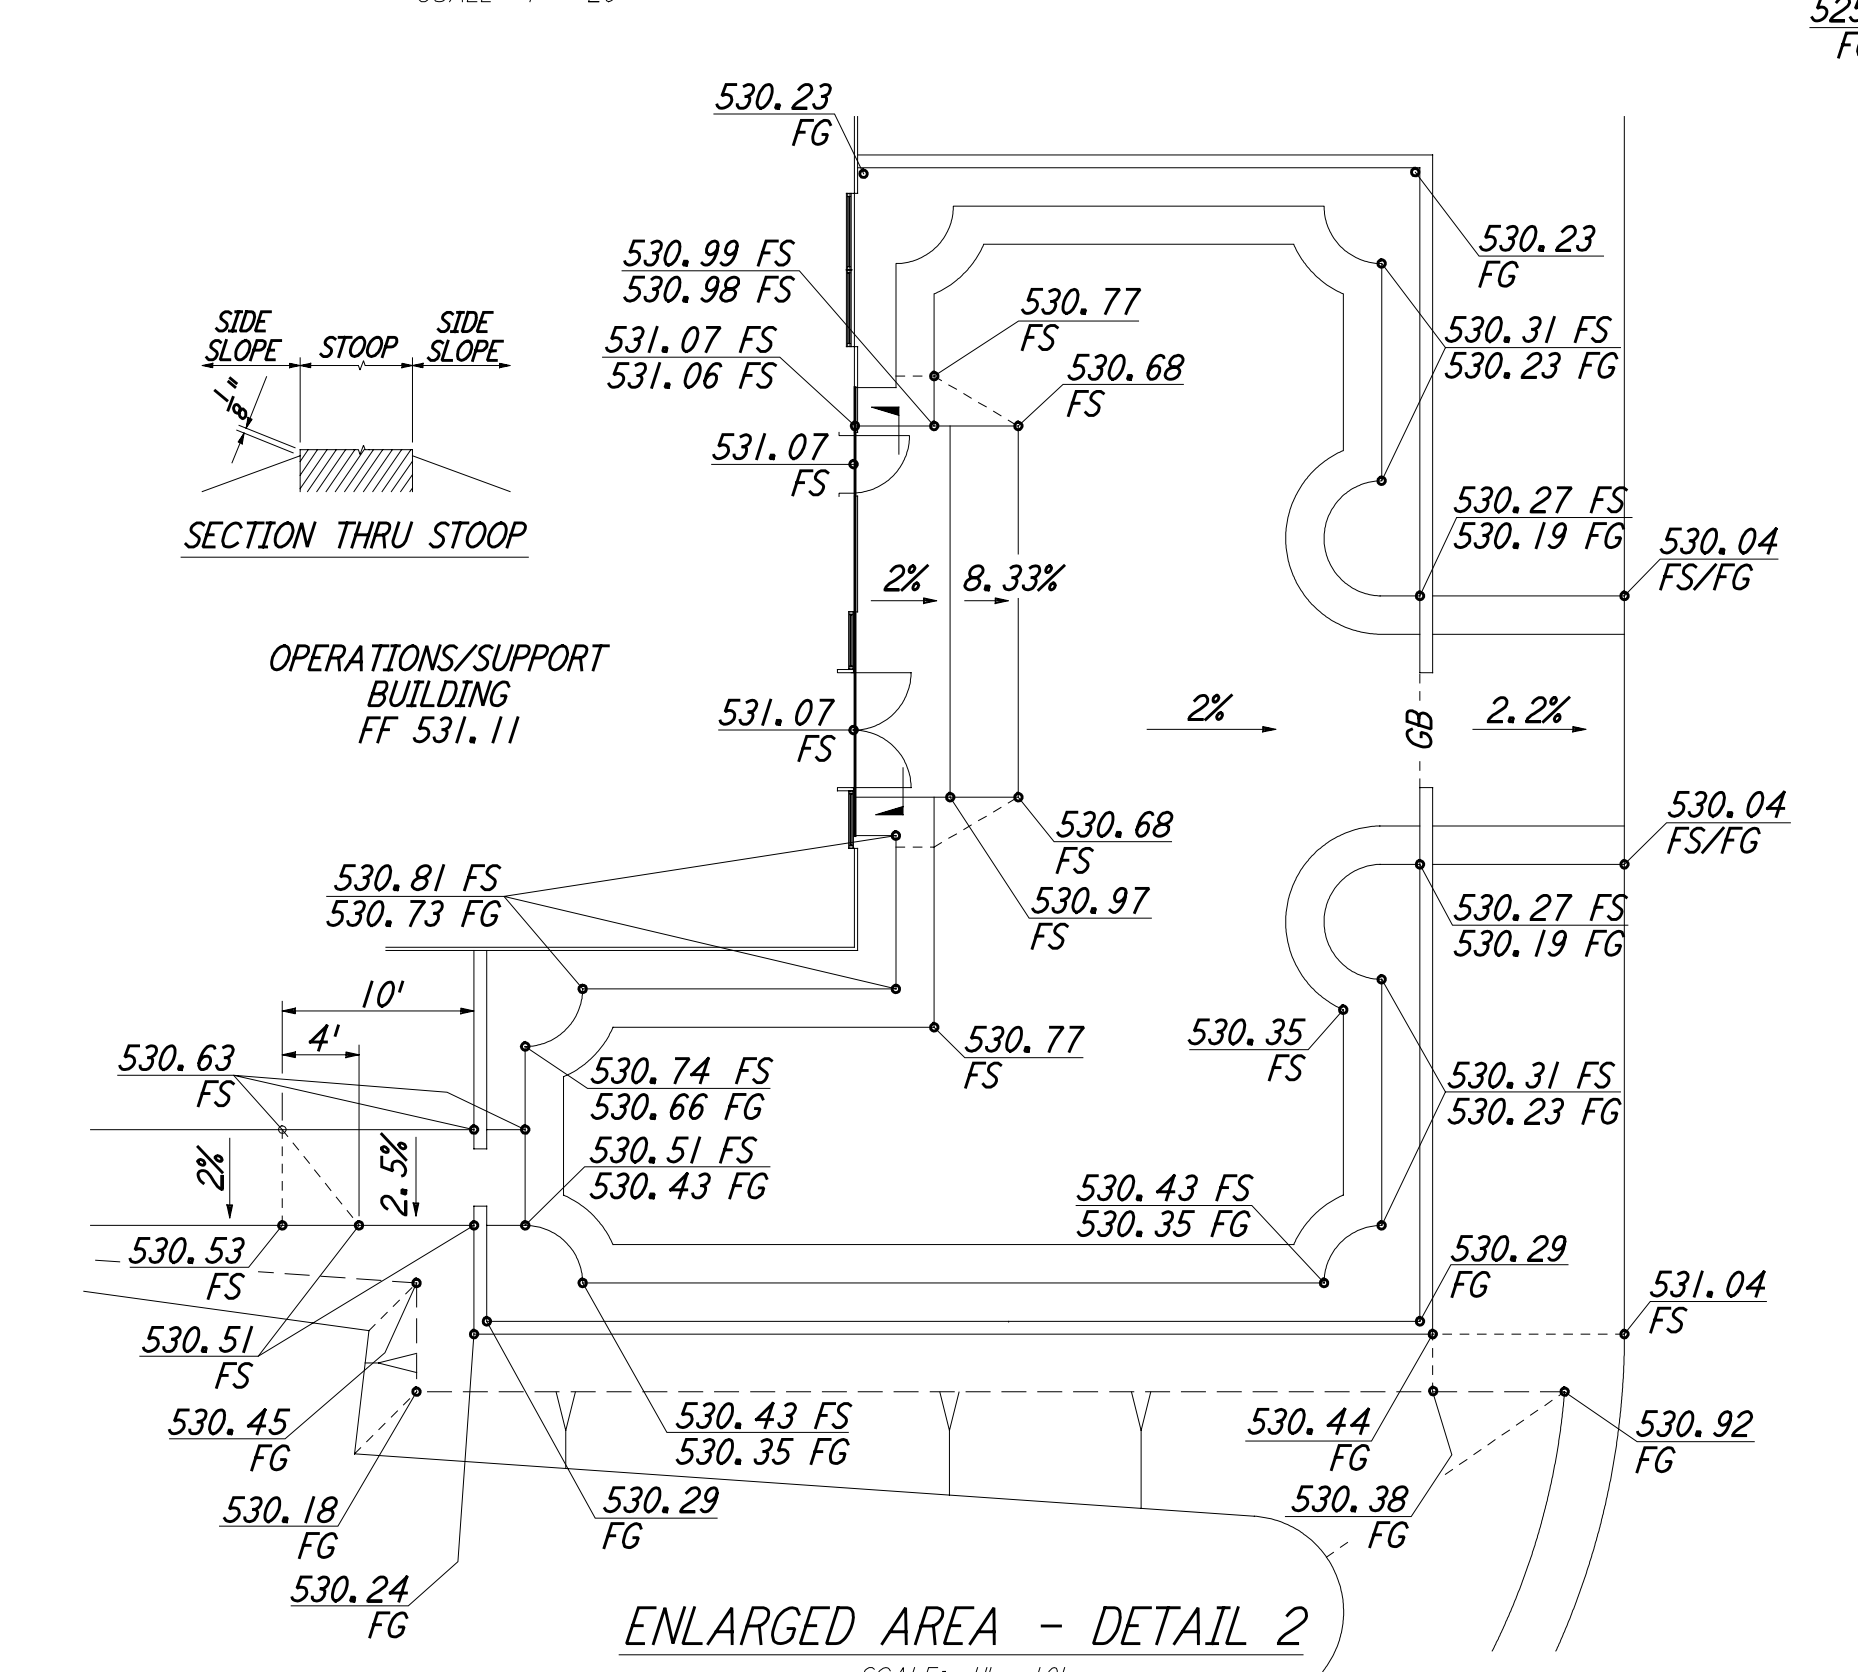 530.23
FG
530.23
FG
530.99 FS
530.98 FS
531.07 FS
531.06 FS
530.77
FS
530.68
FS
531.07
FS
530.31 FS
530.23 FG
SIDE
SLOPE
STOOP
SIDE
SLOPE
1/8"
SECTION THRU STOOP
530.27 FS
530.19 FG
530.04
FS/FG
2%
8.33%
OPERATIONS/SUPPORT
BUILDING
FF 531.11
531.07
FS
2%
GB
2.2%
530.68
FS
530.04
FS/FG
530.81 FS
530.73 FG
530.97
FS
530.27 FS
530.19 FG
10'
4'
530.63
FS
530.77
FS
530.35
FS
530.74 FS
530.66 FG
530.31 FS
530.23 FG
2%
2.5%
530.51 FS
530.43 FG
530.43 FS
530.35 FG
530.53
FS
530.29
FG
531.04
FS
530.51
FS
530.45
FG
530.43 FS
530.35 FG
530.44
FG
530.92
FG
530.18
FG
530.29
FG
530.38
FG
530.24
FG
ENLARGED AREA - DETAIL 2